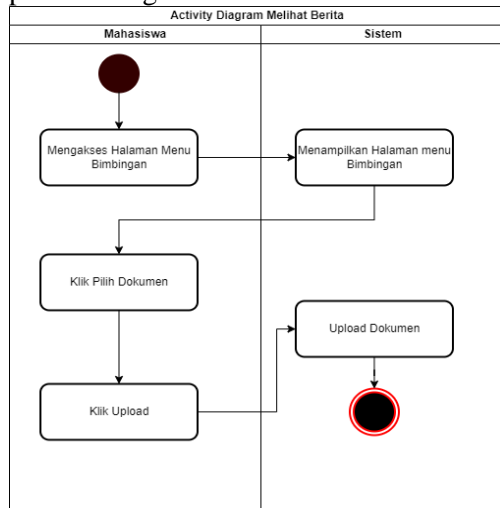 Activity Diagram Melihat Berita
Mahasiswa
Sistem
Mengakses Halaman Menu
Bimbingan
Menampilkan Halaman menu
Bimbingan
Klik Pilih Dokumen
Upload Dokumen
Klik Upload